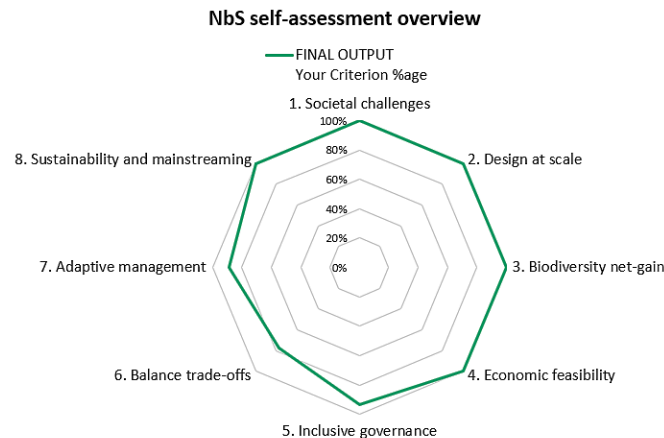 NbS self-assessment overview
FINAL OUTPUT
Your Criterion %age
1. Societal challenges
100%
8. Sustainability and mainstreaming
2. Design at scale
80%
60%
40%
20%
7. Adaptive management
0%
3. Biodiversity net-gain
6. Balance trade-offs
4. Economic feasibility
5. Inclusive governance